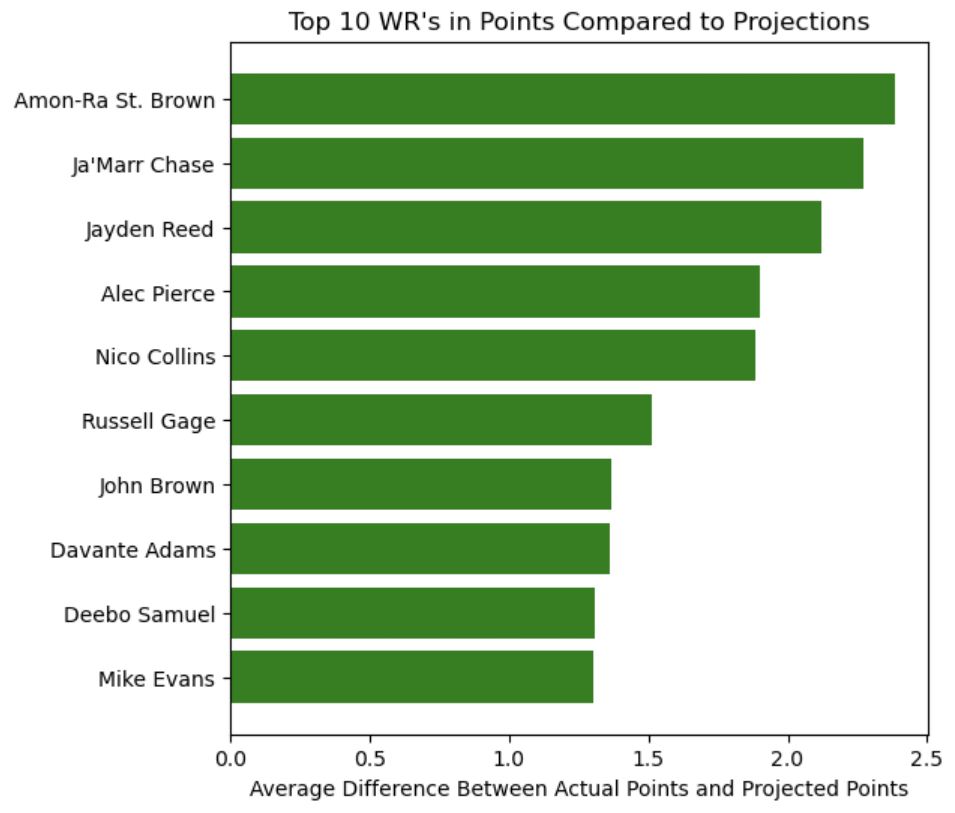 Top 10 WR's in Points Compared to Projections
Amon-Ra St. Brown
Ja'Marr Chase
Jayden Reed
Alec Pierce
Nico Collins
Russell Gage
John Brown
Davante Adams
Deebo Samuel
Mike Evans
0.0 0.5 1.0 1.5 2.0 2.5
Average Difference Between Actual Points and Projected Points